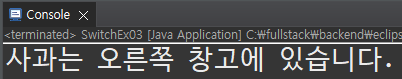 Console
<terminated> SwitchEx03 [Java Application] C:₩fullstack₩backend₩eclips
사과는 오른쪽 창고에 있습니다.